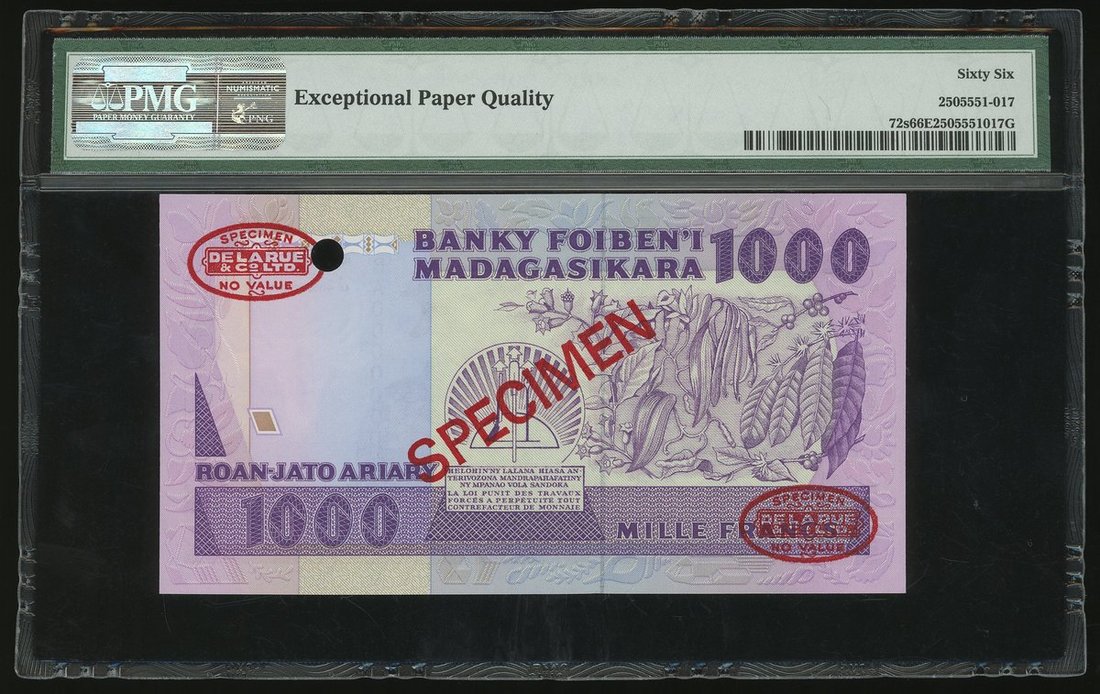 PMG
PAPER MONEY GUARANTY
NUMISMATIC
PNG
Exceptional Paper Quality
Sixty Six
2505551-017
72s66E2505551017G
SPECIMEN
DE LA RUE
& Co LTD.
NO VALUE
BANKY FOIBEN'I
MADAGASIKARA
1000
SPECIMEN
ROAN-JATO ARIARY
HELOHIN'NY LALANA HIASA AN-
TERIVOZONA MANDRAPAHAFATINY
NY MPANAO VOLA SANDOKA
LA LOI PUNIT DES TRAVAUX
FORCÉS A PERPÉTUITÉ TOUT
CONTREFACTEUR DE MONNAIE
1000
MILLE FRANCS
SPECIMEN
DE LA RUE
NO VALUE